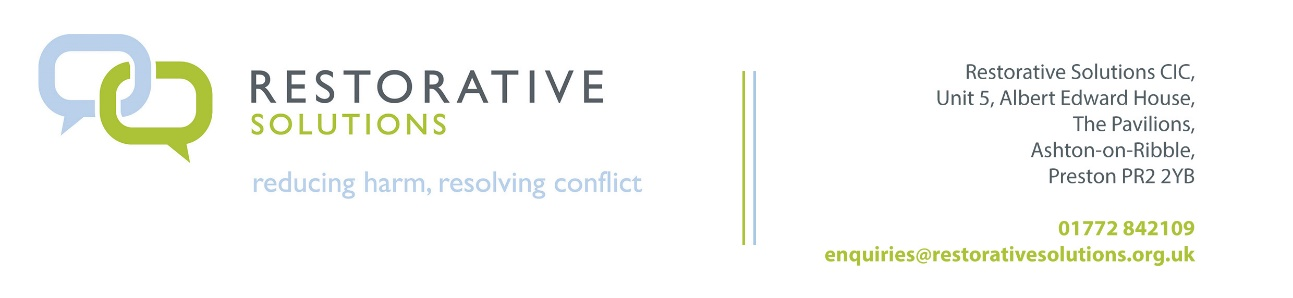 RESTORATIVE
SOLUTIONS
reducing harm, resolving conflict
Restorative Solutions CIC,
Unit 5, Albert Edward House,
The Pavilions,
Ashton-on-Ribble,
Preston PR2 2YB
01772 842109
enquiries@restorativesolutions.org.uk